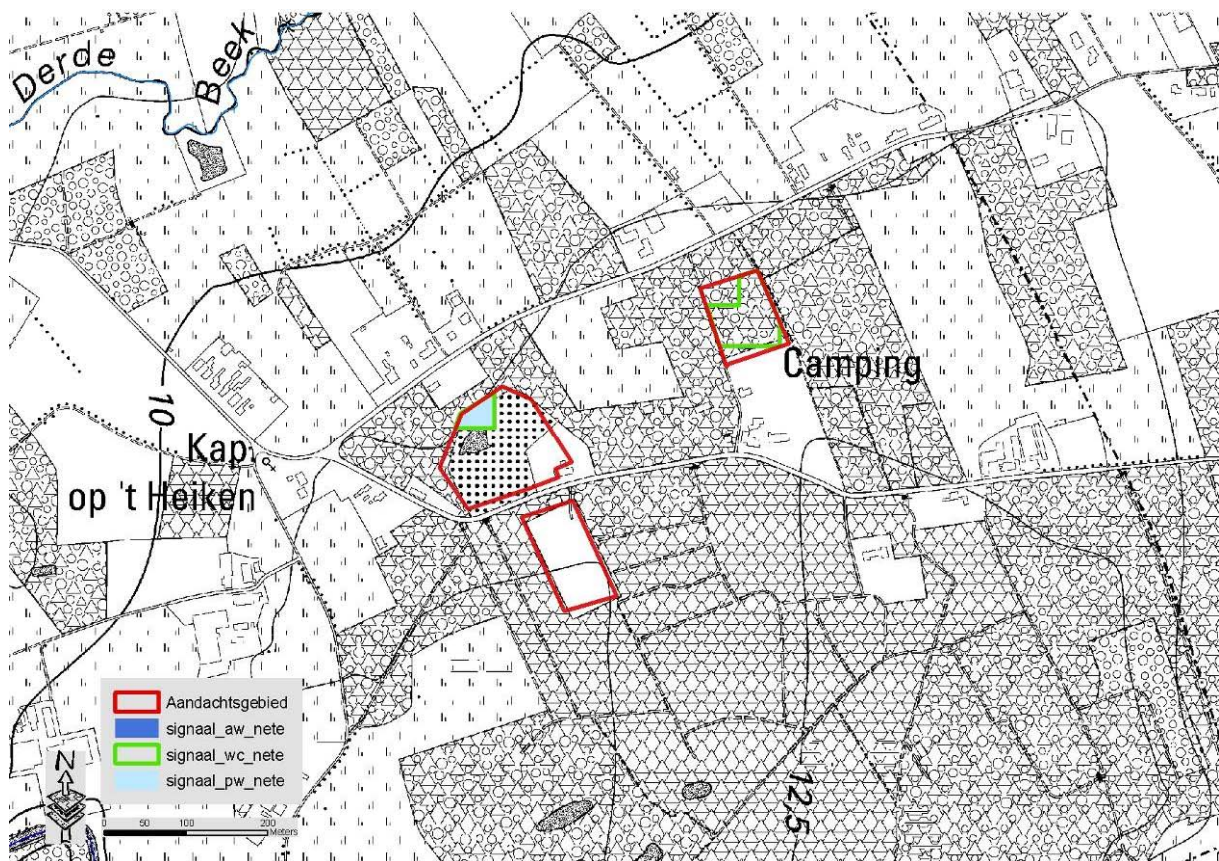 Derde
Beek
10
Kap.
op 't Heiken
Camping
12,5
Aandachtsgebied
signaal_aw_nete
signaal_wc_nete
signaal_pw_nete
N
0 50 100 200
Meters